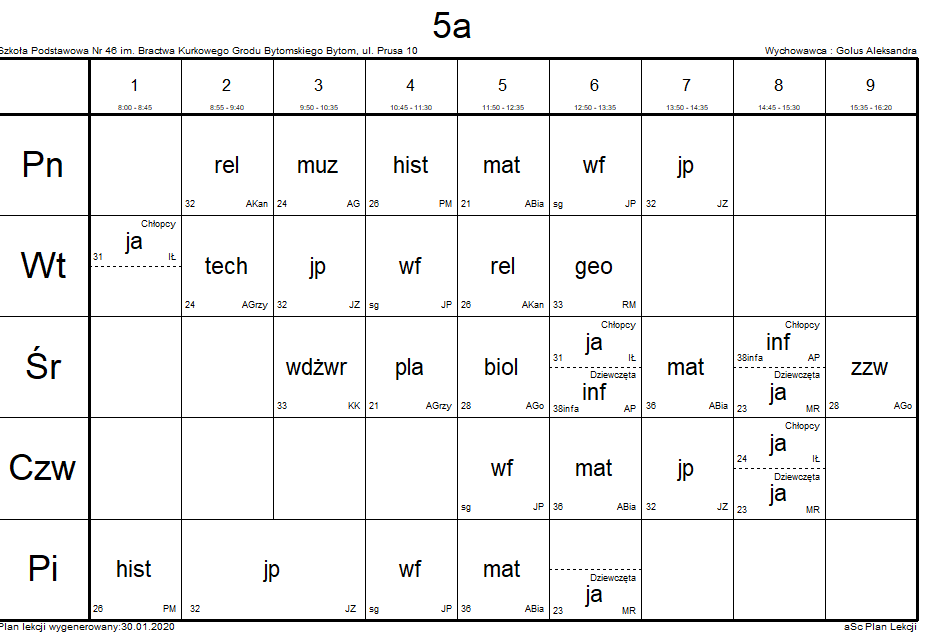 5a
Szkoła Podstawowa Nr 46 im. Bractwa Kurkowego Grodu Bytomskiego Bytom, ul. Prusa 10 Wychowawca : Golus Aleksandra
1 2 3 4 5 6 7 8 9
8:00 - 8:45 8:55 - 9:40 9:50 - 10:35 10:45 - 11:30 11:50 - 12:35 12:50 - 13:35 13:50 - 14:35 14:45 - 15:30 15:35 - 16:20
Pn rel muz hist mat wf jp
32 AKan 24 AG 26 PM 21 ABia sg JP 32 JZ
Chłopcy
ja
31 IŁ
Wt tech jp wf rel geo
24 AGrzy 32 JZ sg JP 26 AKan 33 RM
Chłopcy Chłopcy
ja inf
31 IŁ 38infa AP
Śr wdżwr pla biol mat zzw
Dziewczęta Dziewczęta
inf ja
33 KK 21 AGrzy 28 AGo 38infa AP 36 ABia 23 MR 28 AGo
Chłopcy
ja
24 IŁ
Czw wf mat jp
Dziewczęta
ja
sg JP 36 ABia 32 JZ 23 MR
Pi hist jp wf mat
Dziewczęta
ja
26 PM 32 JZ sg JP 36 ABia 23 MR
Plan lekcji wygenerowany:30.01.2020 aSc Plan Lekcji